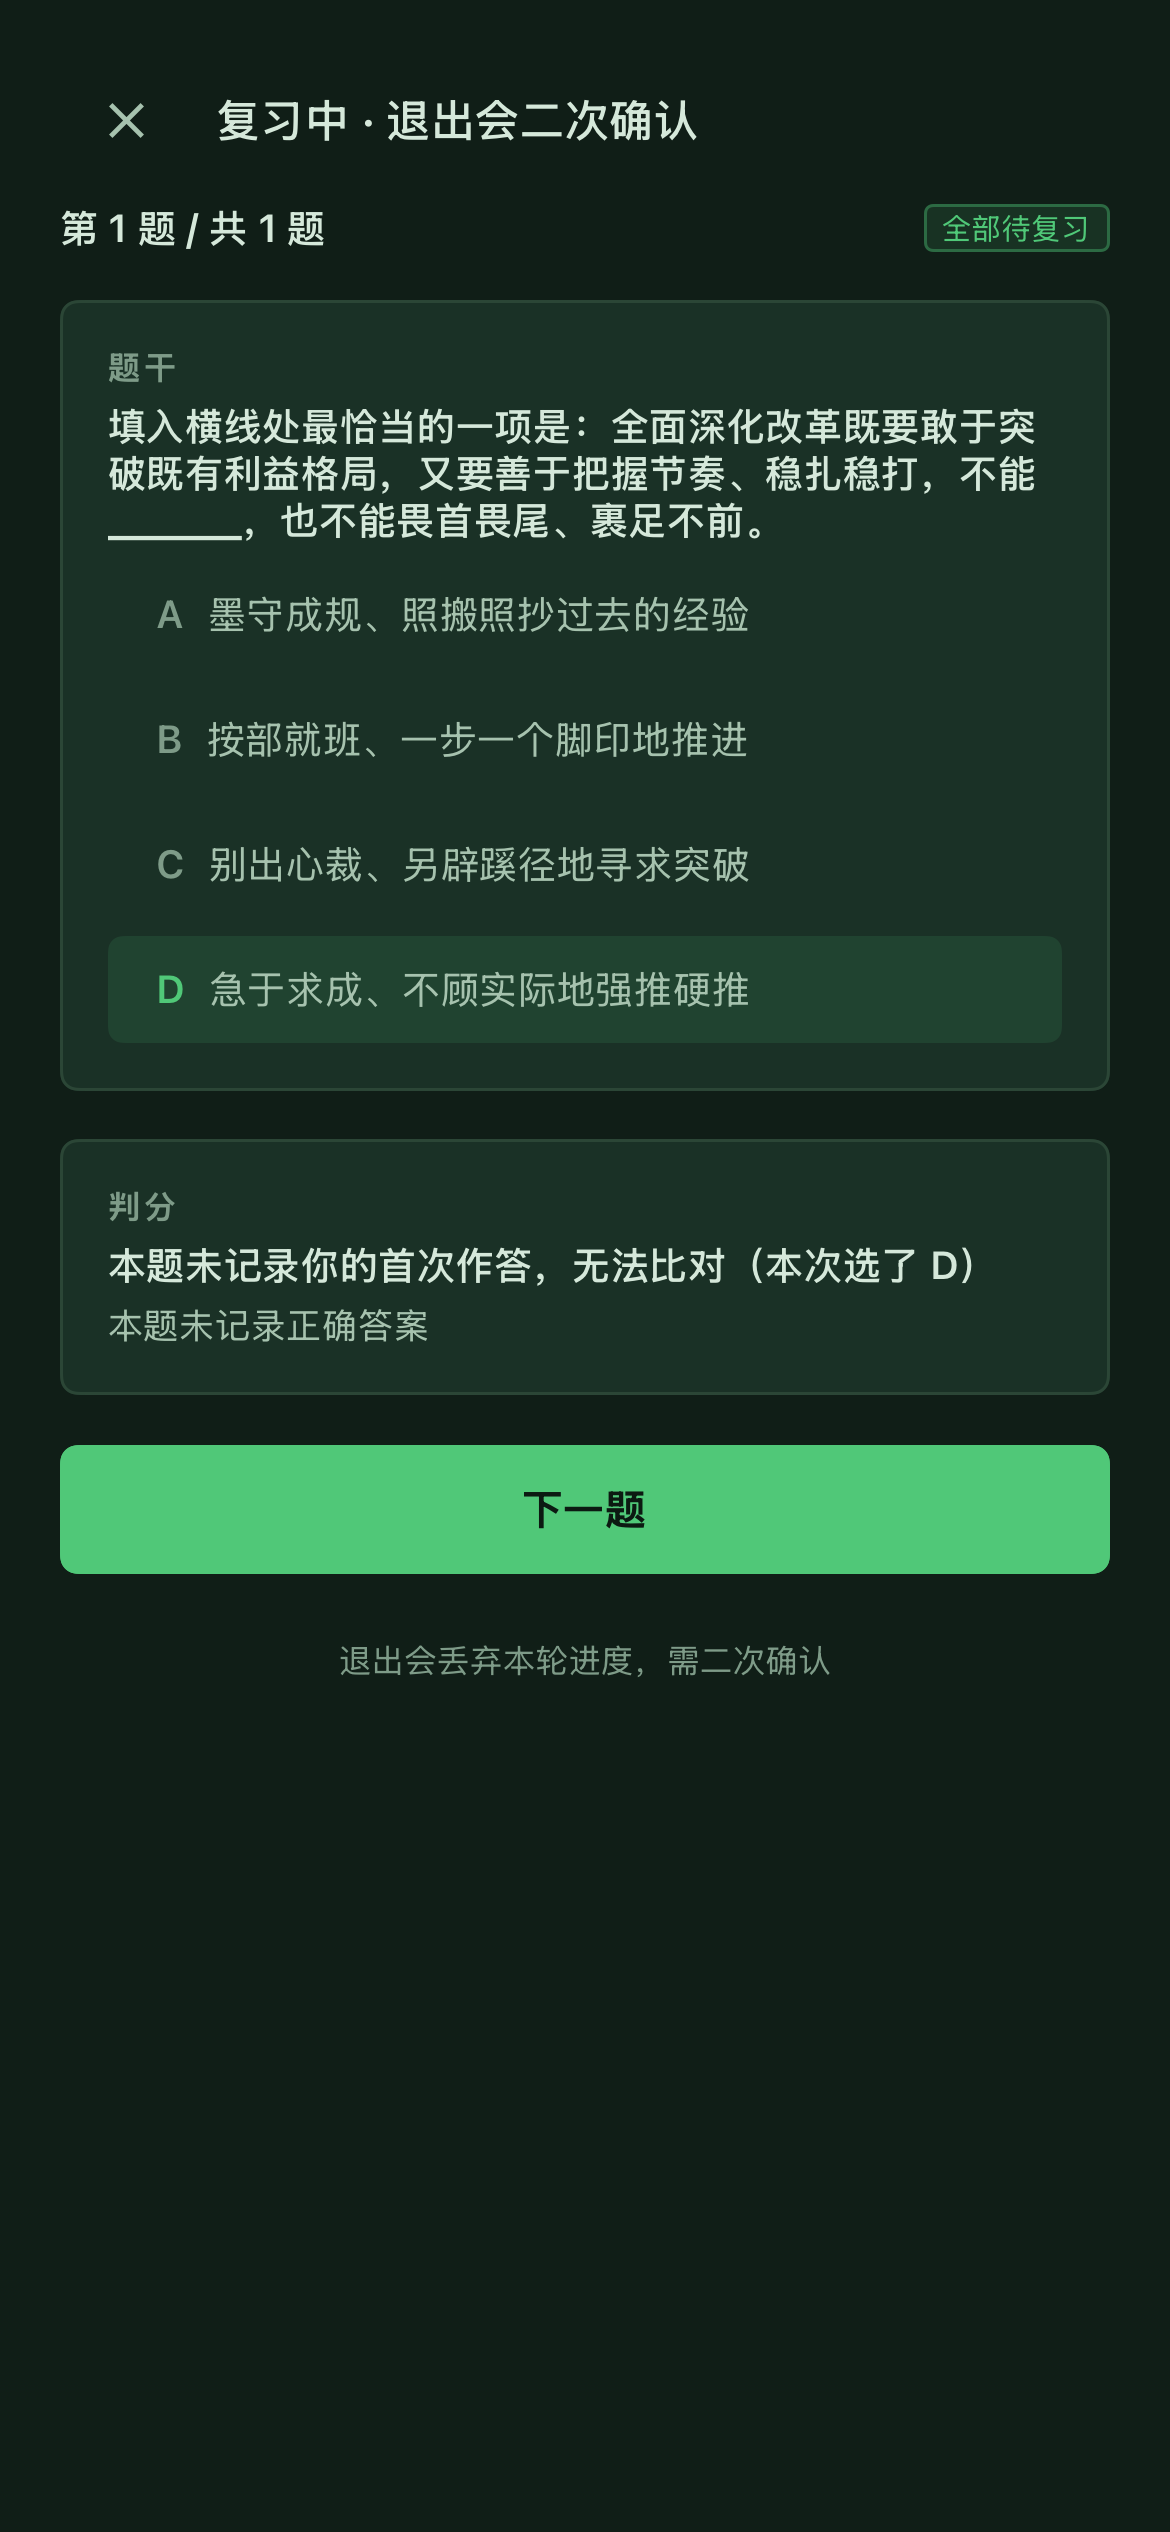 复习中 · 退出会二次确认
第 1 题 / 共 1 题
全部待复习
题干
填入横线处最恰当的一项是：全面深化改革既要敢于突
破既有利益格局，又要善于把握节奏、稳扎稳打，不能
_______，也不能畏首畏尾、裹足不前。
A 墨守成规、照搬照抄过去的经验
B 按部就班、一步一个脚印地推进
C 别出心裁、另辟蹊径地寻求突破
D 急于求成、不顾实际地强推硬推
判分
本题未记录你的首次作答，无法比对（本次选了 D）
本题未记录正确答案
下一题
退出会丢弃本轮进度，需二次确认